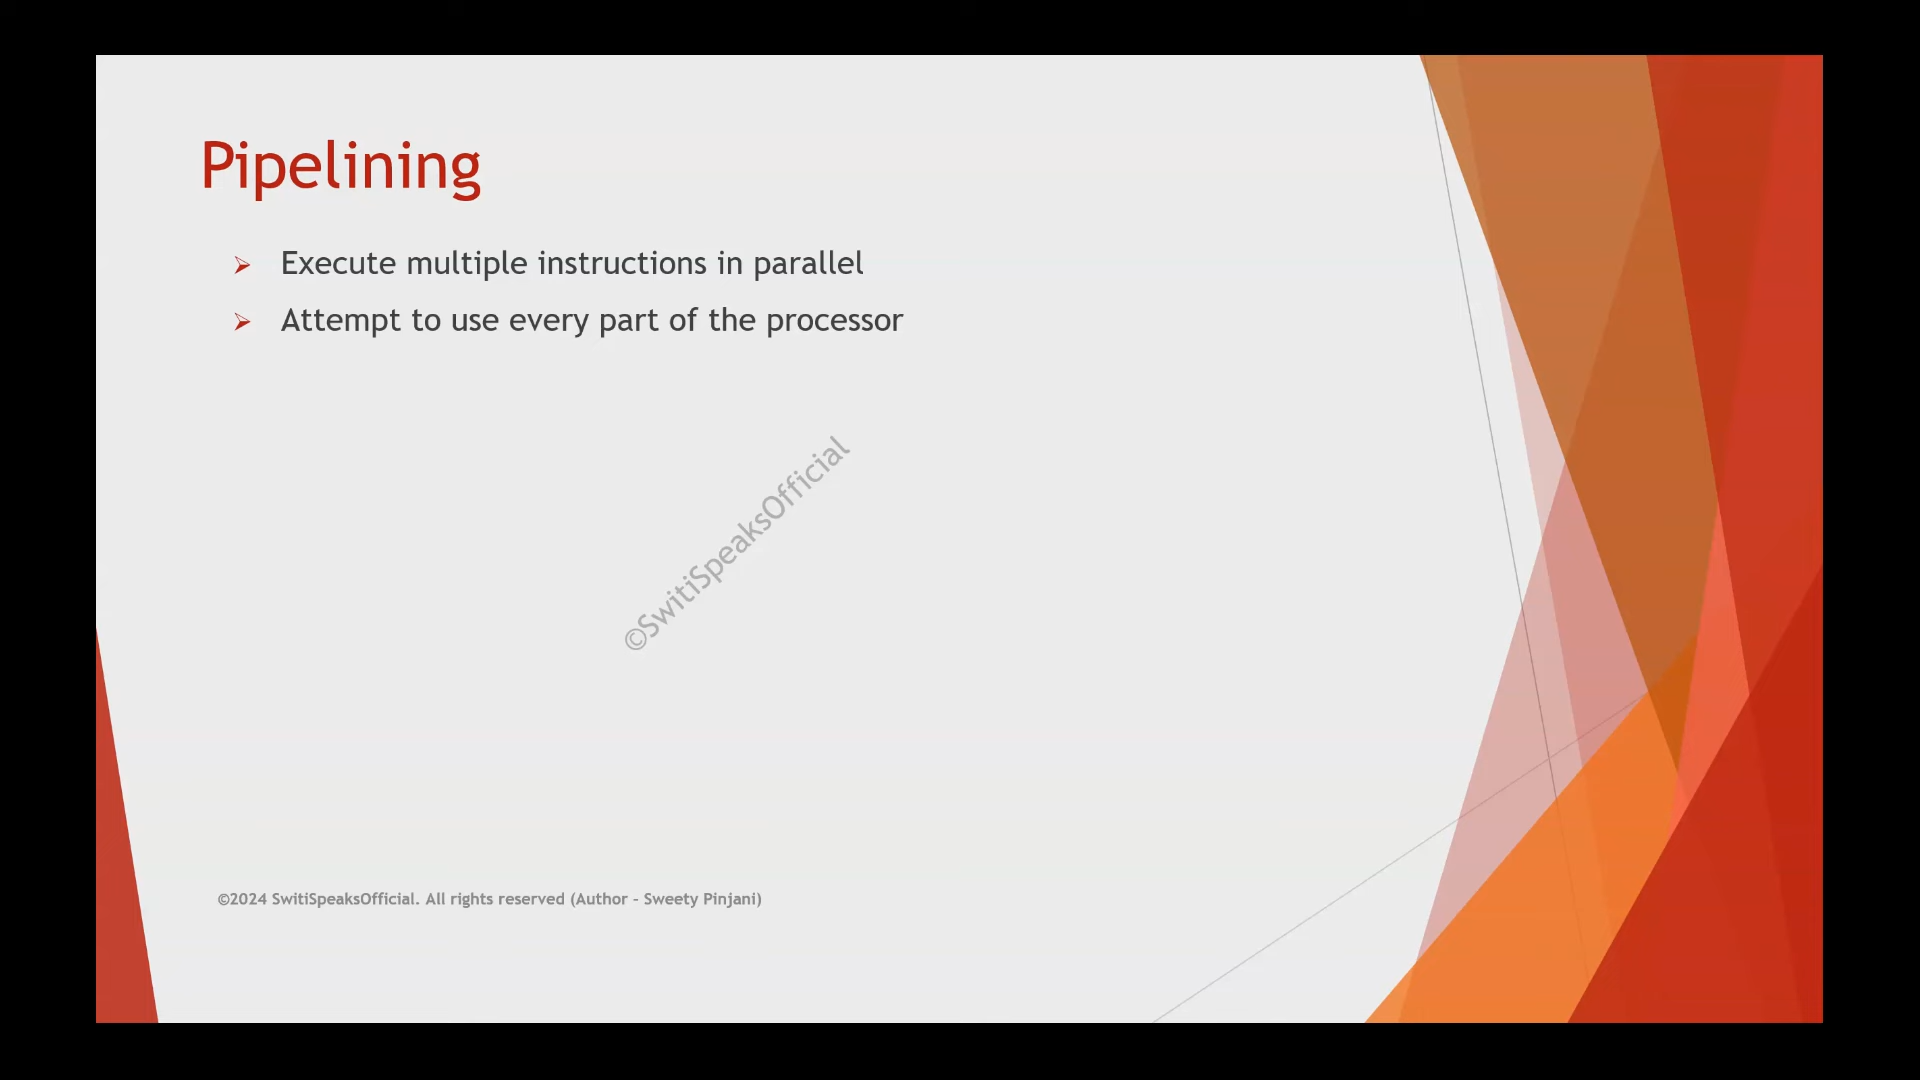 Pipelining
Execute multiple instructions in parallel
Attempt to use every part of the processor
©SwitiSpeaksOfficial
©2024 SwitiSpeaksOfficial. All rights reserved (Author - Sweety Pinjani)